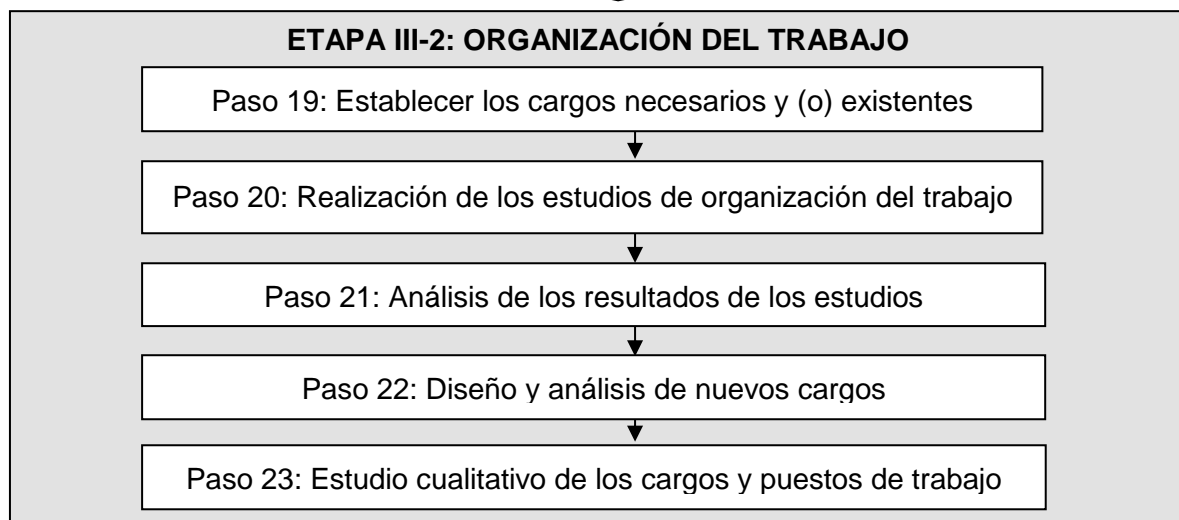 ETAPA III-2: ORGANIZACIÓN DEL TRABAJO
Paso 19: Establecer los cargos necesarios y (o) existentes
Paso 20: Realización de los estudios de organización del trabajo
Paso 21: Análisis de los resultados de los estudios
Paso 22: Diseño y análisis de nuevos cargos
Paso 23: Estudio cualitativo de los cargos y puestos de trabajo